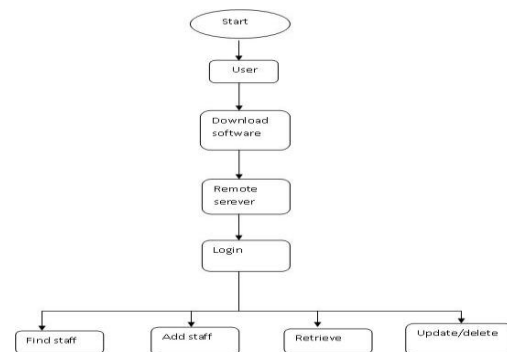 Start
User
Download
software
Remote
serever
Login
Find staff
Add staff
Retrieve
Update/delete